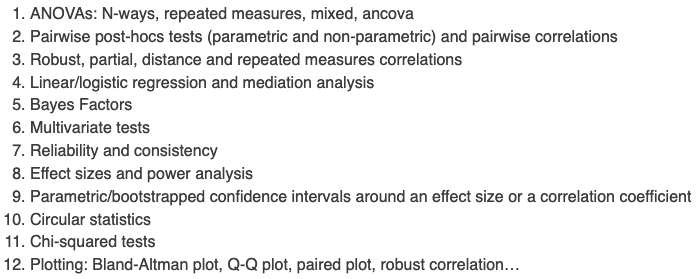 1. ANOVAs: N-ways, repeated measures, mixed, ancova
2. Pairwise post-hocs tests (parametric and non-parametric) and pairwise correlations
3. Robust, partial, distance and repeated measures correlations
4. Linear/logistic regression and mediation analysis
5. Bayes Factors
6. Multivariate tests
7. Reliability and consistency
8. Effect sizes and power analysis
9. Parametric/bootstrapped confidence intervals around an effect size or a correlation coefficient
10. Circular statistics
11. Chi-squared tests
12. Plotting: Bland-Altman plot, Q-Q plot, paired plot, robust correlation…